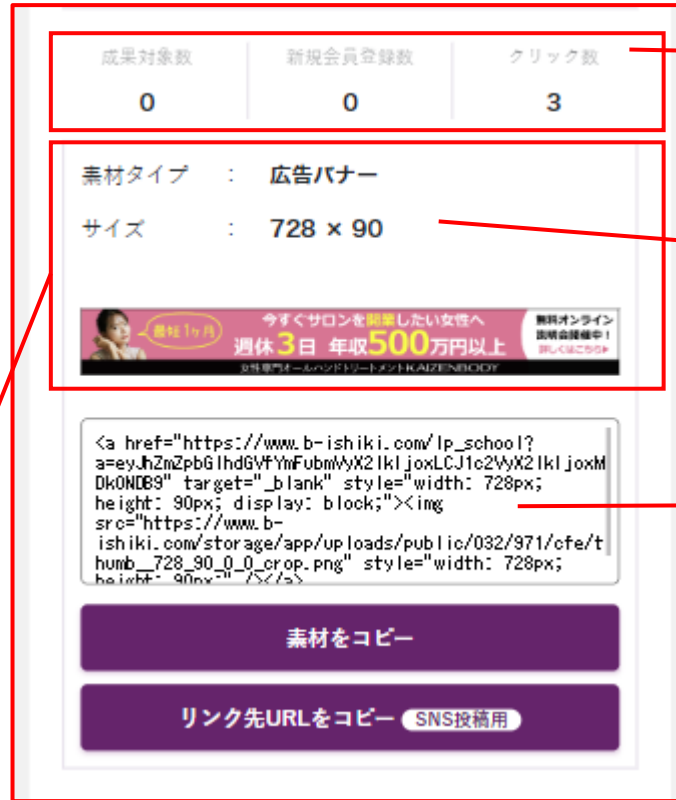 成果対象数 新規会員登録数 クリック数
0 0 3
素材タイプ : 広告バナー
サイズ : 728 × 90
最短1ヶ月
今すぐサロンを開業したい女性へ
週休3日 年収500万円以上
女性専門オールハンドトリートメントKAIZENBODY
無料オンライン
説明会開催中！
詳しくはこちら
<a href="https://www.b-ishiki.com/lp_school?
a=eyJhZmZpbGlhdGVfYmFubmVyX2lkIjoxLCJ1c2VyX2lkIjoxM
Dk0NDB9" target="_blank" style="width: 728px;
height: 90px; display: block;"><img
src="https://www.b-
ishiki.com/storage/app/uploads/public/032/971/cfe/t
humb__728_90_0_0_crop.png" style="width: 728px;
height: 90px;" /></a>
素材をコピー
リンク先URLをコピー SNS投稿用